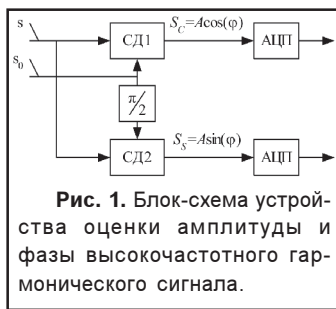 s
СД1
S_C=Acos(φ)
АЦП
s₀
π/2
СД2
S_S=Asin(φ)
АЦП
Рис. 1. Блок-схема устрой-
ства оценки амплитуды и
фазы высокочастотного гар-
монического сигнала.